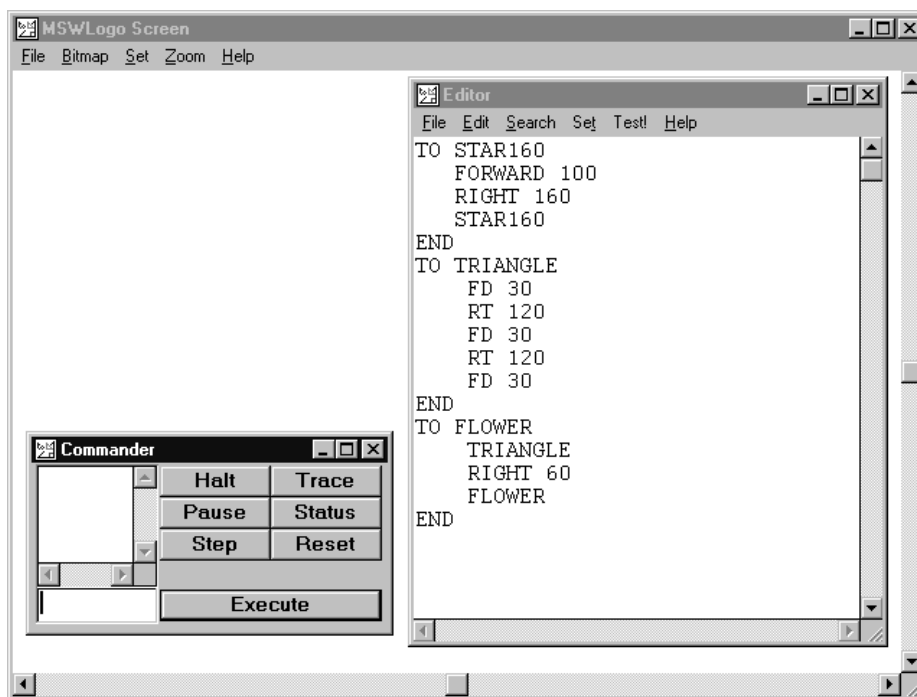 MSWLogo Screen
File Bitmap Set Zoom Help
Editor
File Edit Search Set Test! Help
TO STAR160
FORWARD 100
RIGHT 160
STAR160
END
TO TRIANGLE
FD 30
RT 120
FD 30
RT 120
FD 30
END
TO FLOWER
TRIANGLE
RIGHT 60
FLOWER
END
Commander
Halt Trace
Pause Status
Step Reset
Execute